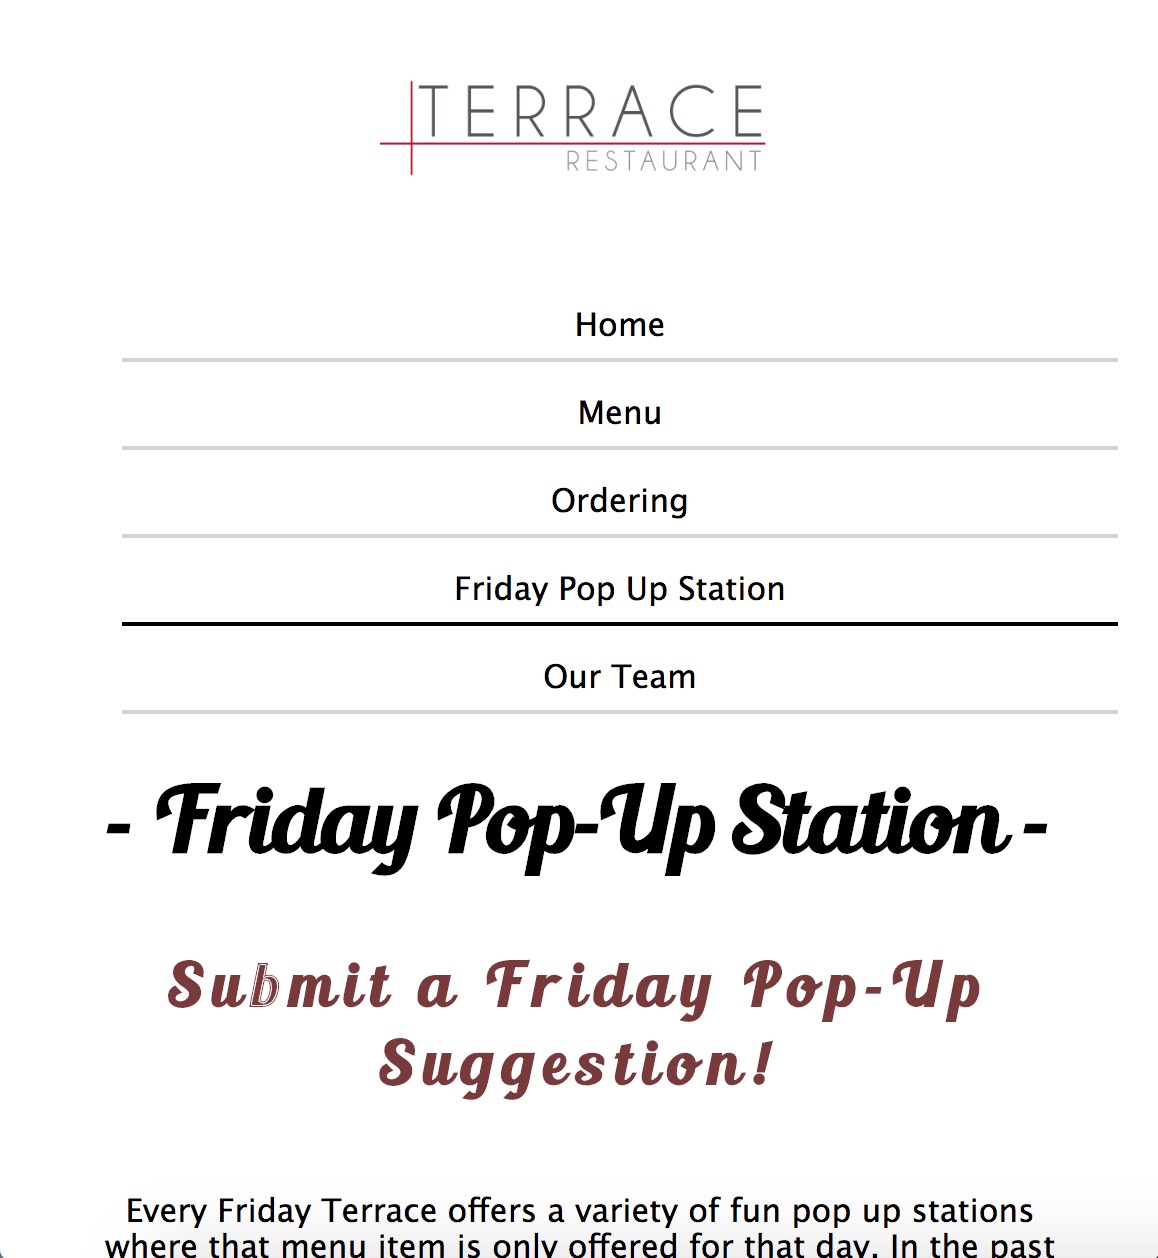 TERRACE
RESTAURANT
Home
Menu
Ordering
Friday Pop Up Station
Our Team
- Friday Pop-Up Station -
Submit a Friday Pop-Up
Suggestion!
Every Friday Terrace offers a variety of fun pop up stations
where that menu item is only offered for that day. In the past